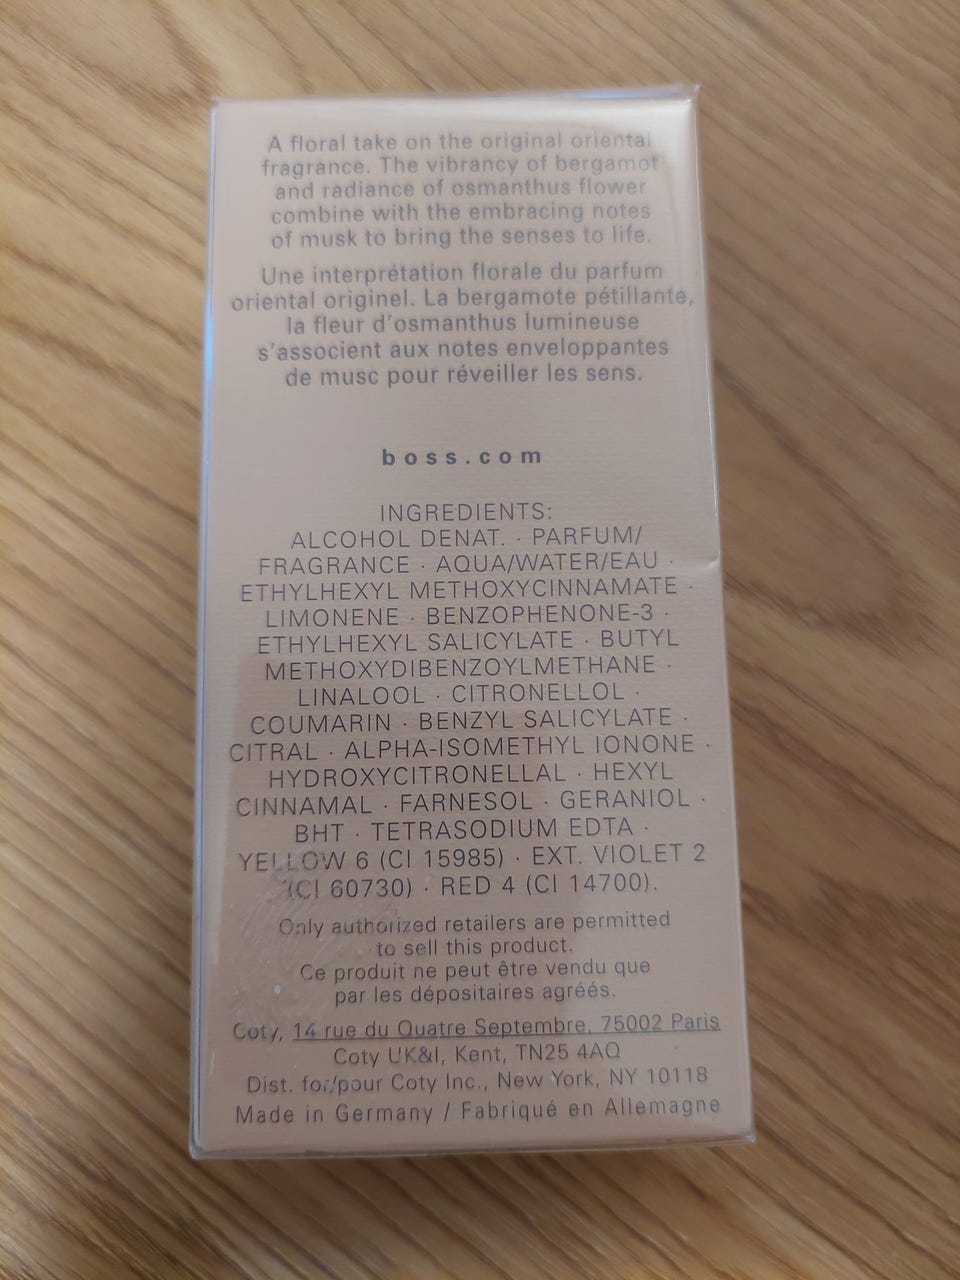 A floral take on the original oriental
fragrance. The vibrancy of bergamot
and radiance of osmanthus flower
combine with the embracing notes
of musk to bring the senses to life.
Une interprétation florale du parfum
oriental originel. La bergamote pétillante,
la fleur d'osmanthus lumineuse
s'associent aux notes enveloppantes
de musc pour réveiller les sens.
boss.com
INGREDIENTS:
ALCOHOL DENAT. · PARFUM/
FRAGRANCE · AQUA/WATER/EAU ·
ETHYLHEXYL METHOXYCINNAMATE ·
LIMONENE · BENZOPHENONE-3 ·
ETHYLHEXYL SALICYLATE · BUTYL
METHOXYDIBENZOYLMETHANE ·
LINALOOL · CITRONELLOL ·
COUMARIN · BENZYL SALICYLATE ·
CITRAL · ALPHA-ISOMETHYL IONONE ·
HYDROXYCITRONELLAL · HEXYL
CINNAMAL · FARNESOL · GERANIOL ·
BHT · TETRASODIUM EDTA ·
YELLOW 6 (CI 15985) · EXT. VIOLET 2
(CI 60730) · RED 4 (CI 14700).
Only authorized retailers are permitted
to sell this product.
Ce produit ne peut être vendu que
par les dépositaires agréés.
Coty, 14 rue du Quatre Septembre, 75002 Paris
Coty UK&I, Kent, TN25 4AQ
Dist. for/pour Coty Inc., New York, NY 10118
Made in Germany / Fabriqué en Allemagne